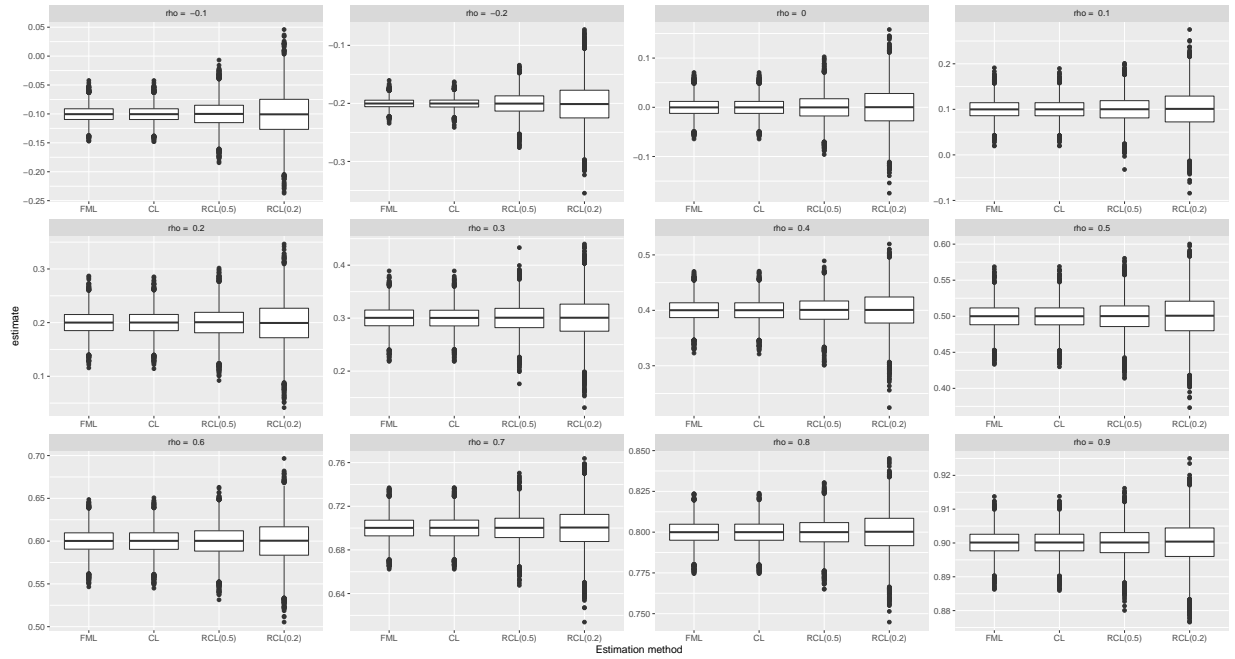 rho = −0.1
rho = −0.2
rho = 0
rho = 0.1
0.05
0.00
−0.05
−0.10
−0.15
−0.20
−0.25
−0.1
−0.2
−0.3
0.1
0.0
−0.1
0.2
0.1
0.0
−0.1
FML CL RCL(0.5) RCL(0.2)
FML CL RCL(0.5) RCL(0.2)
FML CL RCL(0.5) RCL(0.2)
FML CL RCL(0.5) RCL(0.2)
rho = 0.2
rho = 0.3
rho = 0.4
rho = 0.5
estimate
0.3
0.2
0.1
0.4
0.3
0.2
0.5
0.4
0.3
0.60
0.55
0.50
0.45
0.40
FML CL RCL(0.5) RCL(0.2)
FML CL RCL(0.5) RCL(0.2)
FML CL RCL(0.5) RCL(0.2)
FML CL RCL(0.5) RCL(0.2)
rho = 0.6
rho = 0.7
rho = 0.8
rho = 0.9
0.70
0.65
0.60
0.55
0.50
0.76
0.72
0.68
0.64
0.850
0.825
0.800
0.775
0.750
0.92
0.91
0.90
0.89
0.88
FML CL RCL(0.5) RCL(0.2)
FML CL RCL(0.5) RCL(0.2)
FML CL RCL(0.5) RCL(0.2)
FML CL RCL(0.5) RCL(0.2)
Estimation method